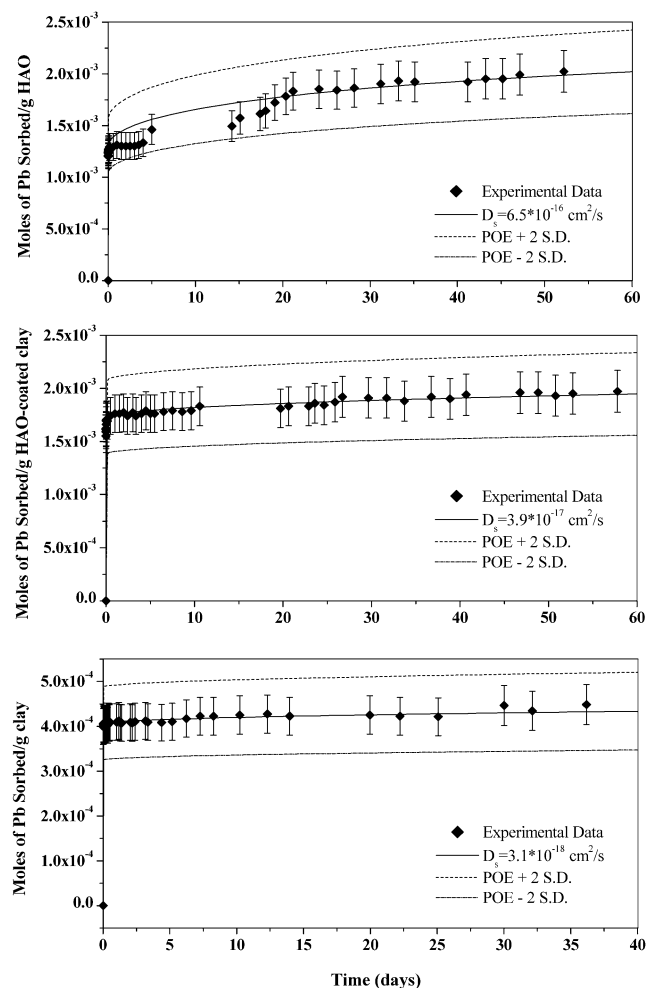 Moles of Pb Sorbed/g HAO
2.5x10⁻³
2.0x10⁻³
1.5x10⁻³
1.0x10⁻³
5.0x10⁻⁴
0.0
Experimental Data
Dₛ=6.5*10⁻¹⁶ cm²/s
POE + 2 S.D.
POE - 2 S.D.
0 10 20 30 40 50 60
Moles of Pb Sorbed/g HAO-coated clay
2.5x10⁻³
2.0x10⁻³
1.5x10⁻³
1.0x10⁻³
5.0x10⁻⁴
0.0
Experimental Data
Dₛ=3.9*10⁻¹⁷ cm²/s
POE + 2 S.D.
POE - 2 S.D.
0 10 20 30 40 50 60
Moles of Pb Sorbed/g clay
5.0x10⁻⁴
4.0x10⁻⁴
3.0x10⁻⁴
2.0x10⁻⁴
1.0x10⁻⁴
0.0
Experimental Data
Dₛ=3.1*10⁻¹⁸ cm²/s
POE + 2 S.D.
POE - 2 S.D.
0 5 10 15 20 25 30 35 40
Time (days)